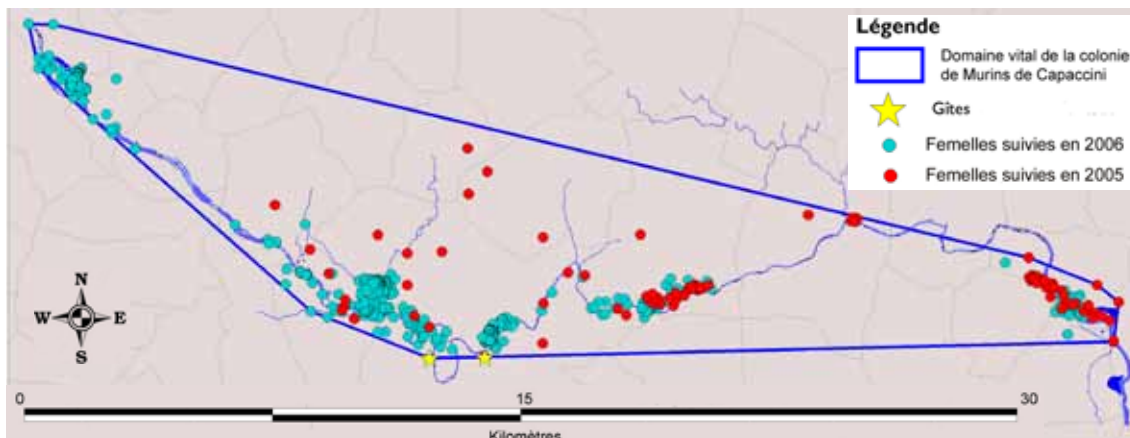 Légende
Domaine vital de la colonie
de Murins de Capaccini
Gîtes
Femelles suivies en 2006
Femelles suivies en 2005
N
W E
S
0 15 30
Kilomètres